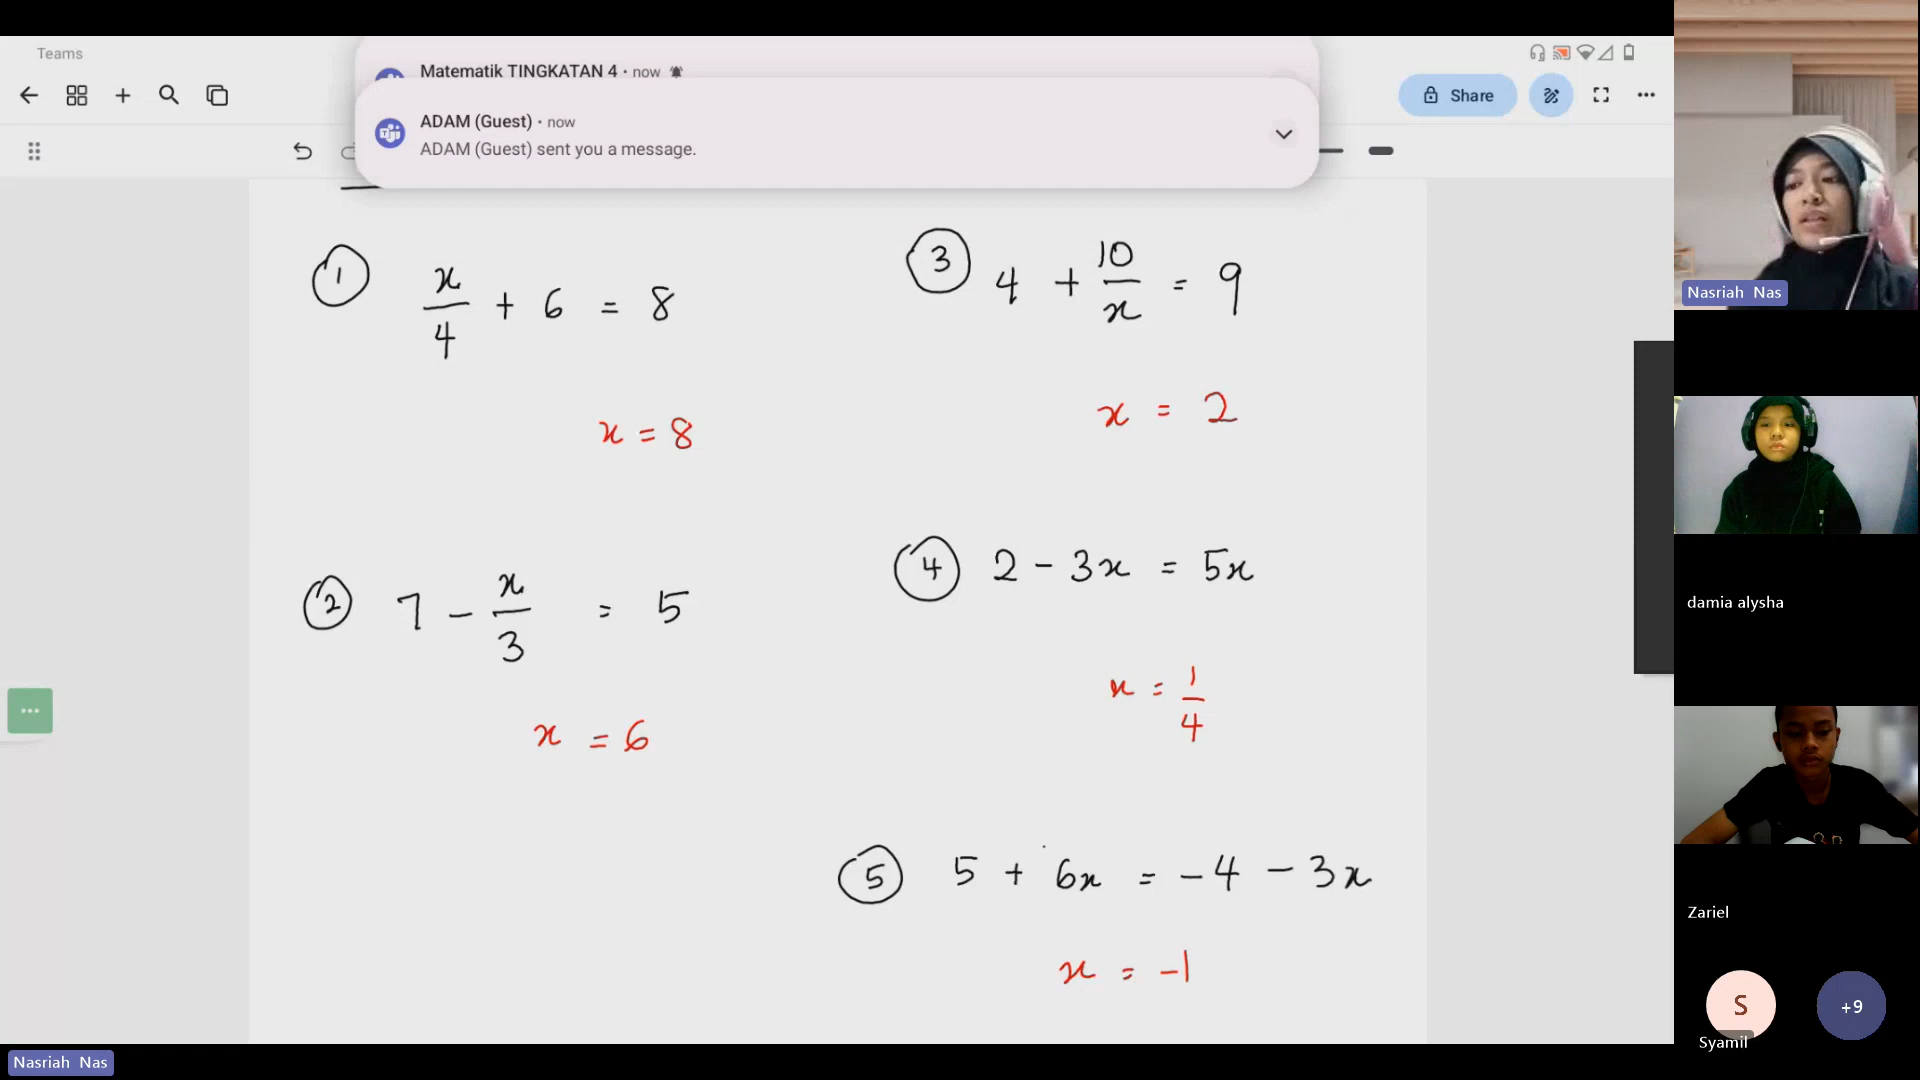 Teams
Matematik TINGKATAN 4 • now
ADAM (Guest) • now
ADAM (Guest) sent you a message.
Share
1
x/4 + 6 = 8
x = 8
2
7 - x/3 = 5
x = 6
3
4 + 10/x = 9
x = 2
4
2 - 3x = 5x
x = 1/4
5
5 + 6x = -4 - 3x
x = -1
Nasriah Nas
Nasriah Nas
damia alysha
Zariel
S
+9
Syamil